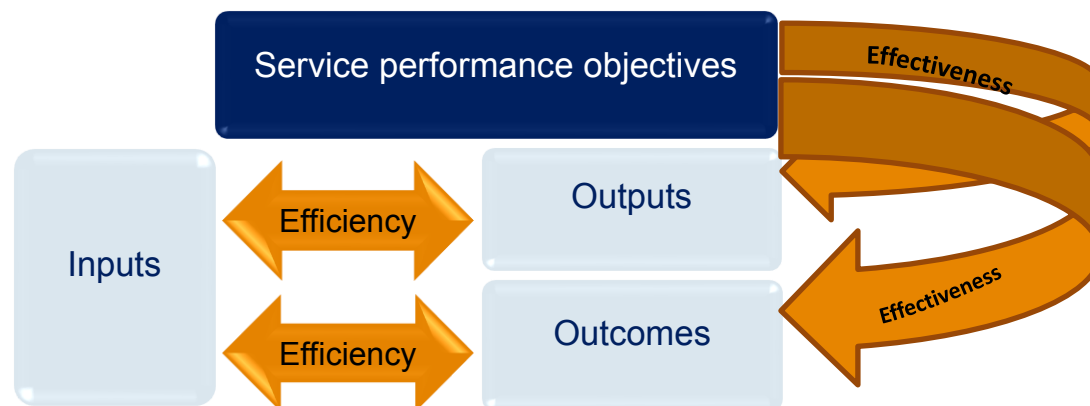 Service performance objectives
Effectiveness
Inputs
Efficiency
Outputs
Efficiency
Outcomes
Effectiveness